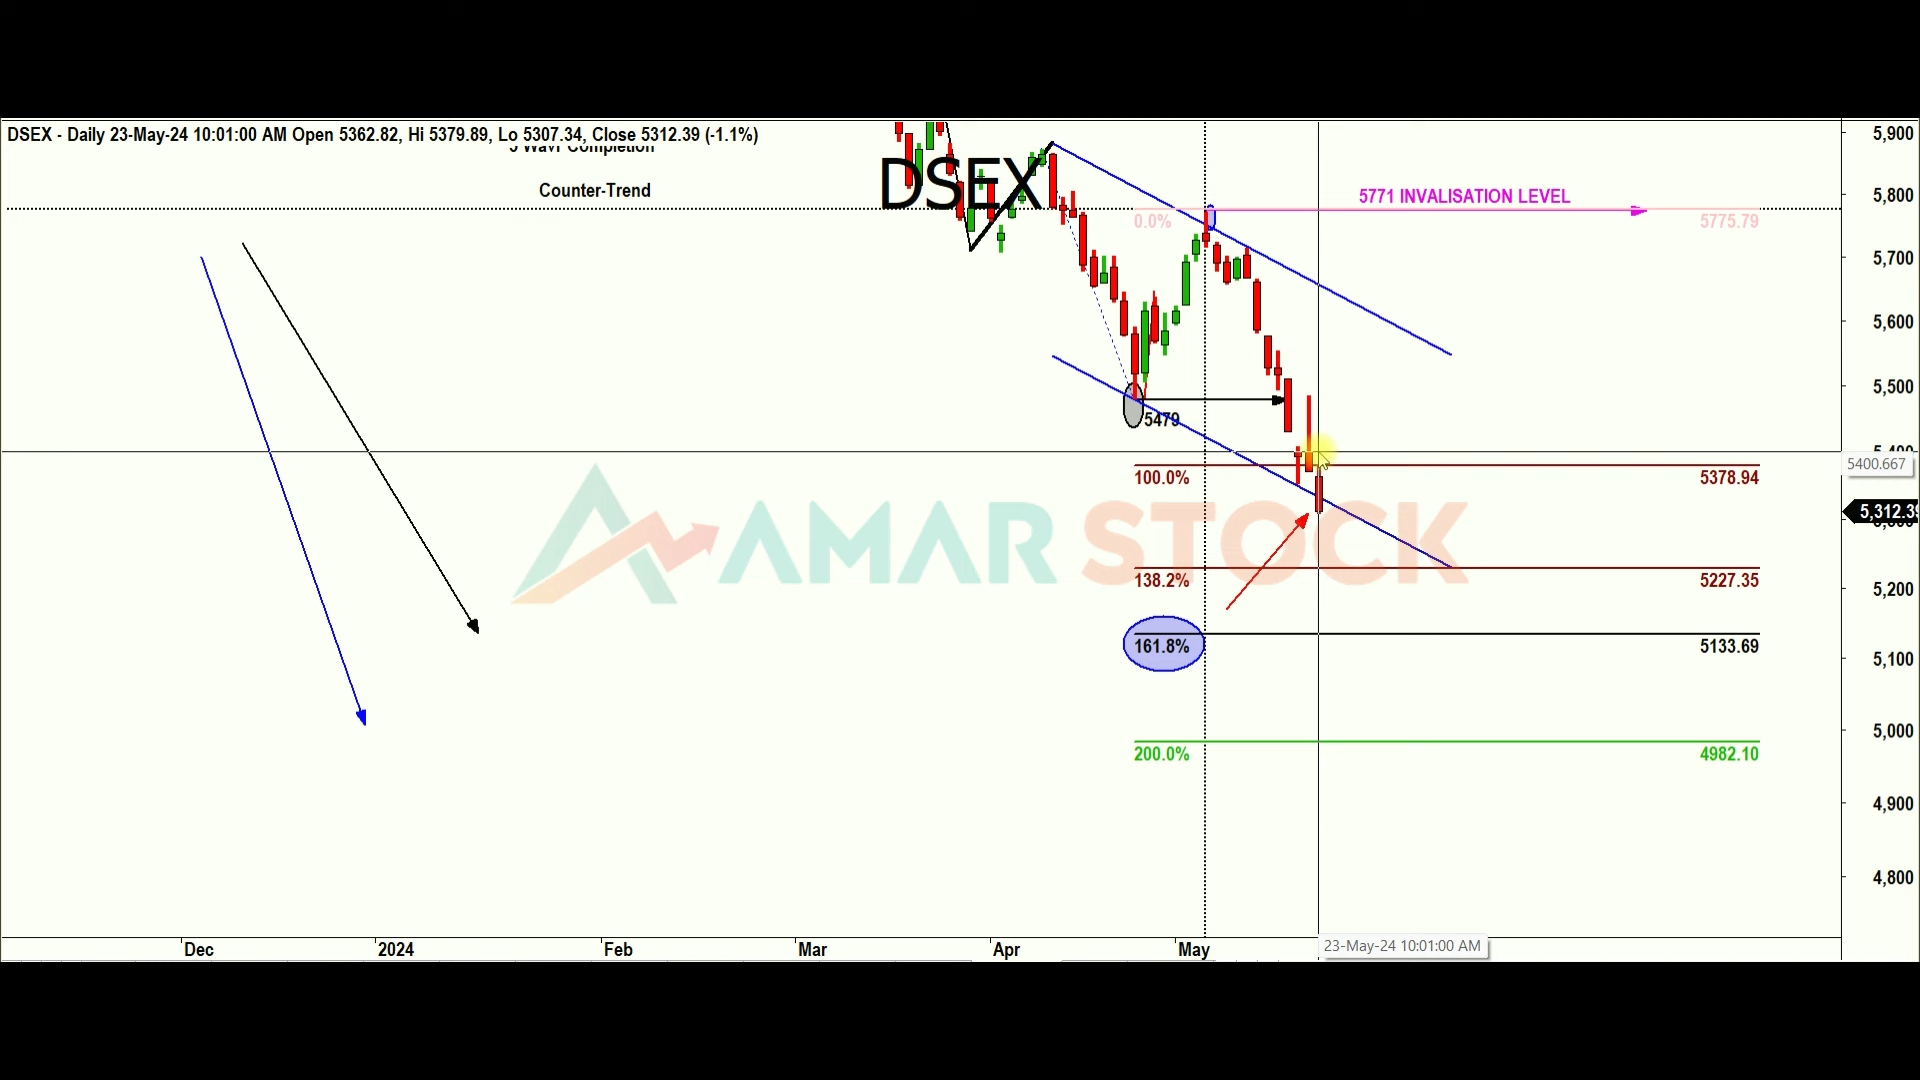 DSEX - Daily 23-May-24 10:01:00 AM Open 5362.82, Hi 5379.89, Lo 5307.34, Close 5312.39 (-1.1%)
Completion
Counter-Trend
DSEX
5771 INVALISATION LEVEL
0.0%
5775.79
5479
100.0%
5378.94
138.2%
5227.35
161.8%
5133.69
200.0%
4982.10
AMAR STOCK
5,900
5,800
5,700
5,600
5,500
5400.667
5,312.39
5,200
5,100
5,000
4,900
4,800
Dec
2024
Feb
Mar
Apr
May
23-May-24 10:01:00 AM